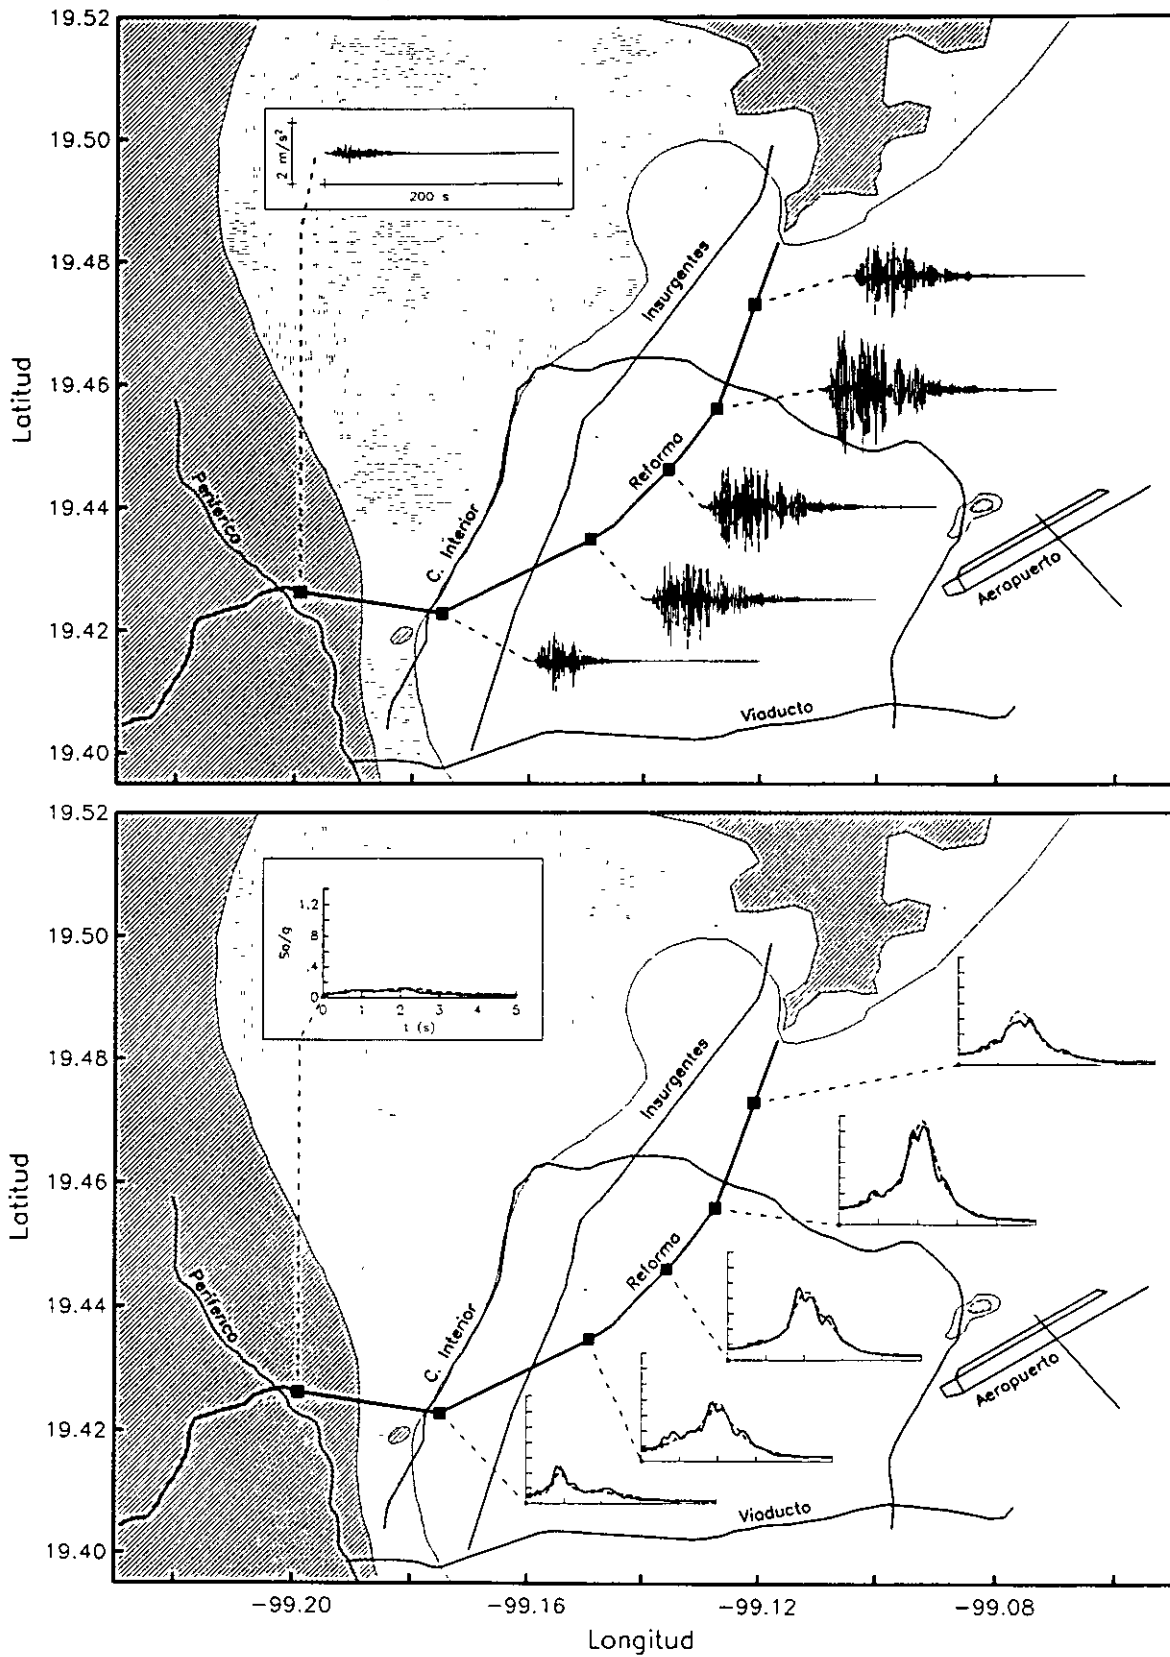 19.52
19.50
19.48
19.46
19.44
19.42
19.40
Latitud
2 m/s²
200 s
Insurgentes
Reforma
Periferico
C. Interior
Aeropuerto
Viaducto
19.52
19.50
19.48
19.46
19.44
19.42
19.40
Latitud
Sa/g
1.2
.8
.4
0
0 1 2 3 4 5
t (s)
Insurgentes
Reforma
Periferico
C. Interior
Aeropuerto
Viaducto
-99.20 -99.16 -99.12 -99.08
Longitud